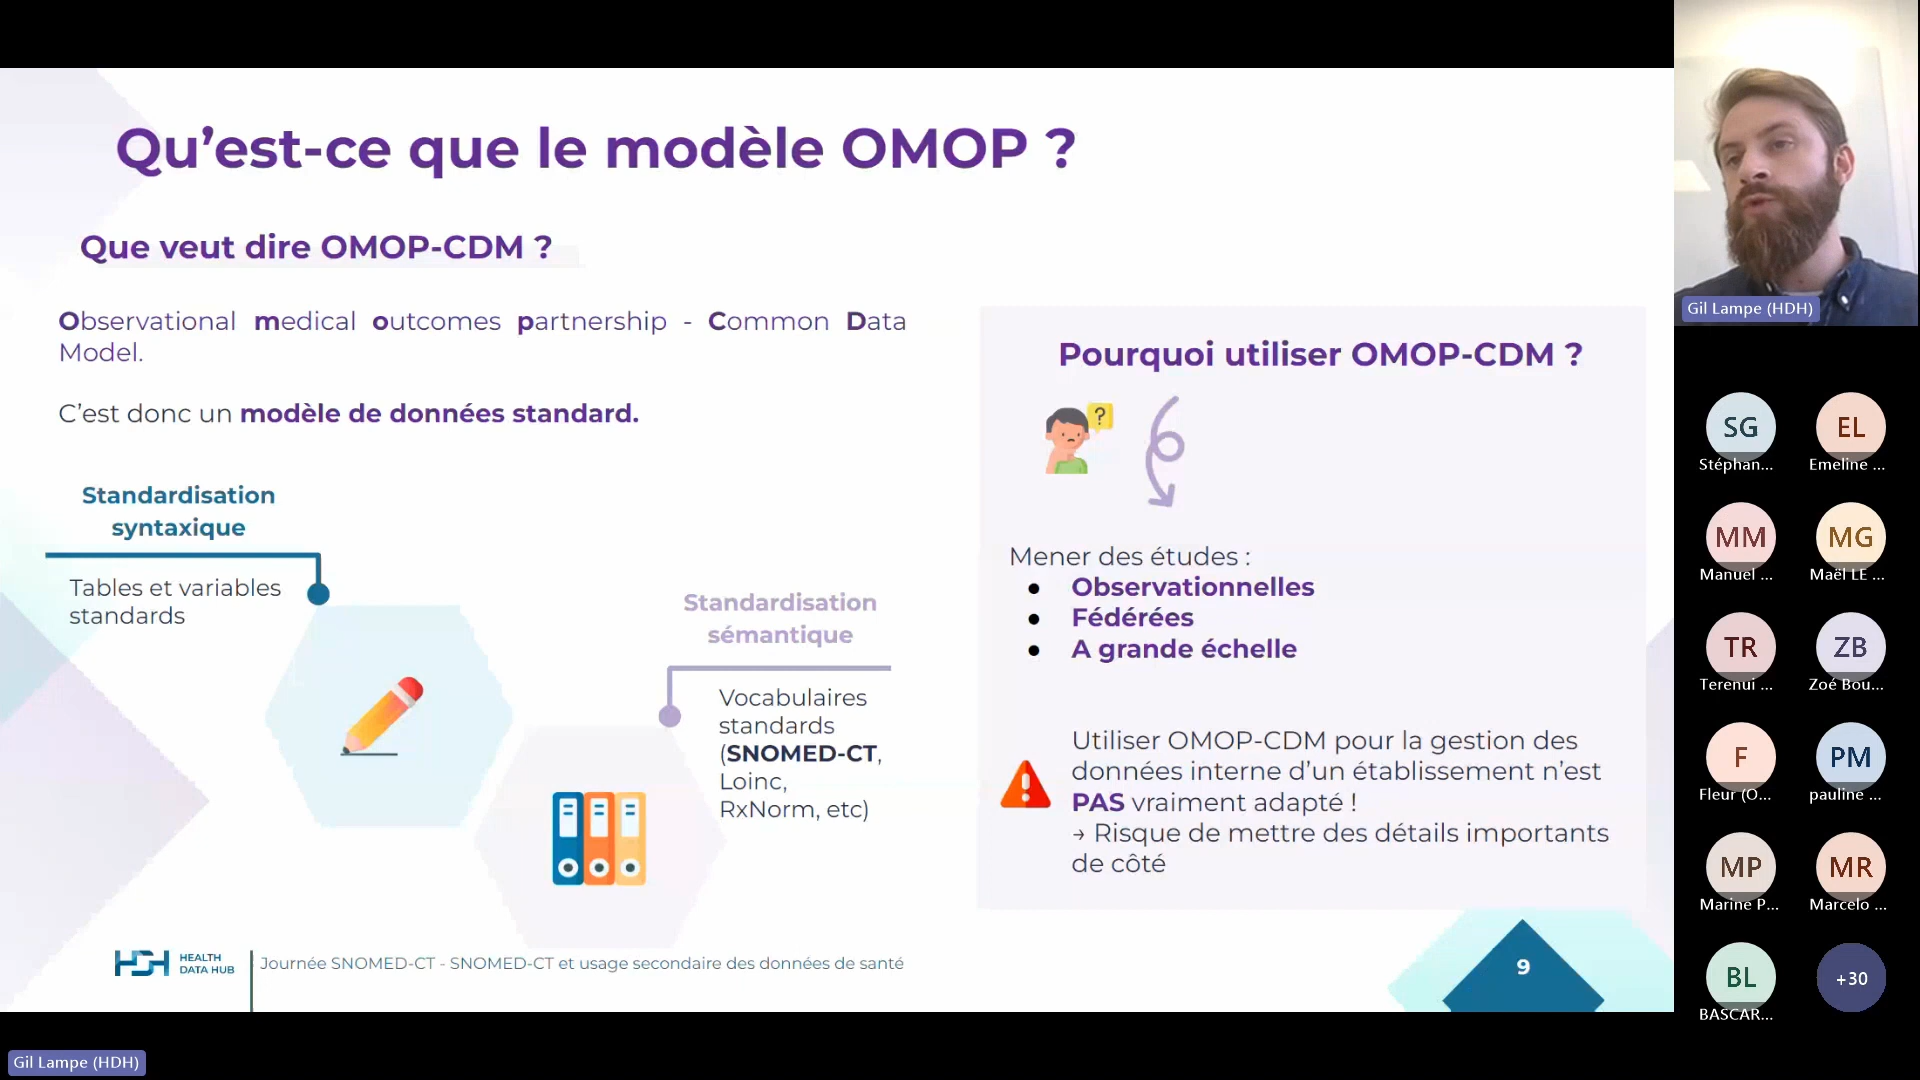 Qu’est-ce que le modèle OMOP ?
Que veut dire OMOP-CDM ?
Observational medical outcomes partnership - Common Data
Model.
C’est donc un modèle de données standard.
Standardisation
syntaxique
Tables et variables
standards
Standardisation
sémantique
Vocabulaires
standards
(SNOMED-CT,
Loinc,
RxNorm, etc)
Pourquoi utiliser OMOP-CDM ?
?
Mener des études :
● Observationnelles
● Fédérées
● A grande échelle
Utiliser OMOP-CDM pour la gestion des
données interne d’un établissement n’est
PAS vraiment adapté !
→ Risque de mettre des détails importants
de côté
HDH
HEALTH
DATA HUB
Journée SNOMED-CT - SNOMED-CT et usage secondaire des données de santé
9
Gil Lampe (HDH)
Gil Lampe (HDH)
SG
Stéphan...
EL
Emeline ...
MM
Manuel ...
MG
Maël LE ...
TR
Terenui ...
ZB
Zoé Bou...
F
Fleur (O...
PM
pauline ...
MP
Marine P...
MR
Marcelo ...
BL
BASCAR...
+30